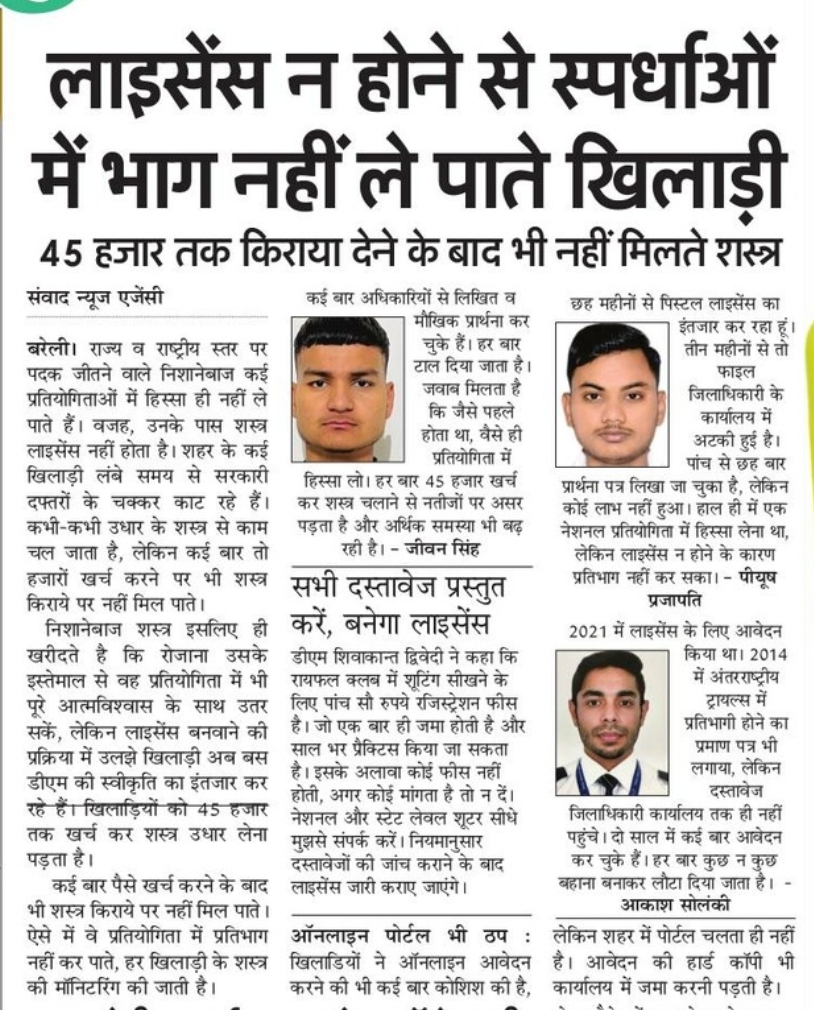 लाइसेंस न होने से स्पर्धाओं
में भाग नहीं ले पाते खिलाड़ी
45 हजार तक किराया देने के बाद भी नहीं मिलते शस्त्र
संवाद न्यूज एजेंसी
बरेली। राज्य व राष्ट्रीय स्तर पर
पदक जीतने वाले निशानेबाज कई
प्रतियोगिताओं में हिस्सा ही नहीं ले
पाते हैं। वजह, उनके पास शस्त्र
लाइसेंस नहीं होता है। शहर के कई
खिलाड़ी लंबे समय से सरकारी
दफ्तरों के चक्कर काट रहे हैं।
कभी-कभी उधार के शस्त्र से काम
चल जाता है, लेकिन कई बार तो
हजारों खर्च करने पर भी शस्त्र
किराये पर नहीं मिल पाते।
निशानेबाज शस्त्र इसलिए ही
खरीदते है कि रोजाना उसके
इस्तेमाल से वह प्रतियोगिता में भी
पूरे आत्मविश्वास के साथ उतर
सकें, लेकिन लाइसेंस बनवाने की
प्रक्रिया में उलझे खिलाड़ी अब बस
डीएम की स्वीकृति का इंतजार कर
रहे हैं। खिलाड़ियों को 45 हजार
तक खर्च कर शस्त्र उधार लेना
पड़ता है।
कई बार पैसे खर्च करने के बाद
भी शस्त्र किराये पर नहीं मिल पाते।
ऐसे में वे प्रतियोगिता में प्रतिभाग
नहीं कर पाते, हर खिलाड़ी के शस्त्र
की मॉनिटरिंग की जाती है।
कई बार अधिकारियों से लिखित व
मौखिक प्रार्थना कर
चुके हैं। हर बार
टाल दिया जाता है।
जवाब मिलता है
कि जैसे पहले
होता था, वैसे ही
प्रतियोगिता में
हिस्सा लो। हर बार 45 हजार खर्च
कर शस्त्र चलाने से नतीजों पर असर
पड़ता है और अर्थिक समस्या भी बढ़
रही है। – जीवन सिंह
सभी दस्तावेज प्रस्तुत
करें, बनेगा लाइसेंस
डीएम शिवाकान्त द्विवेदी ने कहा कि
रायफल क्लब में शूटिंग सीखने के
लिए पांच सौ रुपये रजिस्ट्रेशन फीस
है। जो एक बार ही जमा होती है और
साल भर प्रैक्टिस किया जा सकता
है। इसके अलावा कोई फीस नहीं
होती, अगर कोई मांगता है तो न दें।
नेशनल और स्टेट लेवल शूटर सीधे
मुझसे संपर्क करें। नियमानुसार
दस्तावेजों की जांच कराने के बाद
लाइसेंस जारी कराए जाएंगे।
ऑनलाइन पोर्टल भी ठप :
खिलाडियों ने ऑनलाइन आवेदन
करने की भी कई बार कोशिश की है,
छह महीनों से पिस्टल लाइसेंस का
इंतजार कर रहा हूं।
तीन महीनों से तो
फाइल
जिलाधिकारी के
कार्यालय में
अटकी हुई है।
पांच से छह बार
प्रार्थना पत्र लिखा जा चुका है, लेकिन
कोई लाभ नहीं हुआ। हाल ही में एक
नेशनल प्रतियोगिता में हिस्सा लेना था,
लेकिन लाइसेंस न होने के कारण
प्रतिभाग नहीं कर सका। – पीयूष
प्रजापति
2021 में लाइसेंस के लिए आवेदन
किया था। 2014
में अंतरराष्ट्रीय
ट्रायल्स में
प्रतिभागी होने का
प्रमाण पत्र भी
लगाया, लेकिन
दस्तावेज
जिलाधिकारी कार्यालय तक ही नहीं
पहुंचे। दो साल में कई बार आवेदन
कर चुके हैं। हर बार कुछ न कुछ
बहाना बनाकर लौटा दिया जाता है। -
आकाश सोलंकी
लेकिन शहर में पोर्टल चलता ही नहीं
है। आवेदन की हार्ड कॉपी भी
कार्यालय में जमा करनी पड़ती है।